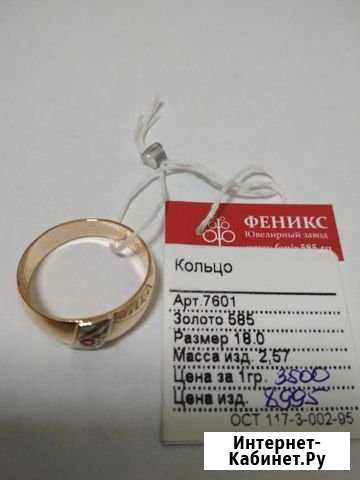 ФЕНИКС
Ювелирный завод
Кольцо
Арт.7601
Золото 585
Размер 18.0
Масса изд. 2,57
Цена за 1гр. 3500
Цена изд. 8995
ОСТ 117-3-002-95
Интернет-
Кабинет.Ру